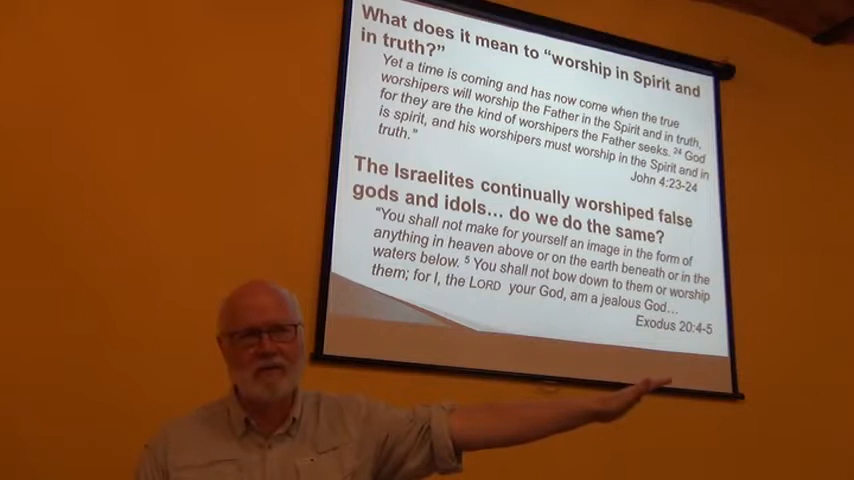 What does it mean to “worship in Spirit and
in truth?”
Yet a time is coming and has now come when the true
worshipers will worship the Father in the Spirit and in truth,
for they are the kind of worshipers the Father seeks. 24 God
is spirit, and his worshipers must worship in the Spirit and in
truth.”
John 4:23-24
The Israelites continually worshiped false
gods and idols… do we do the same?
“You shall not make for yourself an image in the form of
anything in heaven above or on the earth beneath or in the
waters below. 5 You shall not bow down to them or worship
them; for I, the LORD your God, am a jealous God…
Exodus 20:4-5